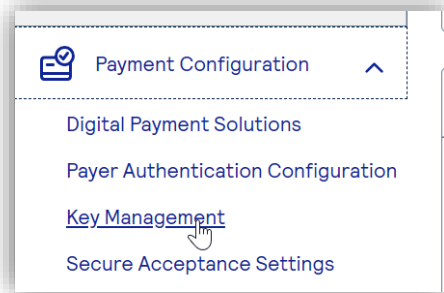 Payment Configuration
Digital Payment Solutions
Payer Authentication Configuration
Key Management
Secure Acceptance Settings